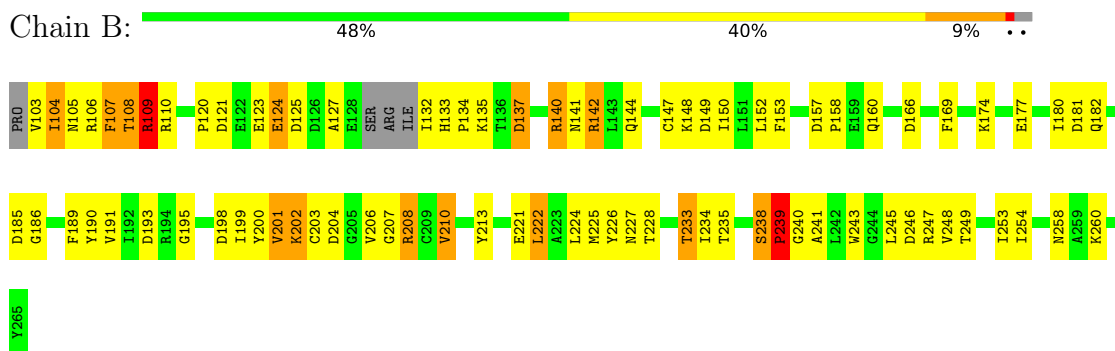 Chain B:
48% 40% 9% ..
PRO V103 I104 N105 R106 F107 T108 R109 R110 P120 D121 E122 E123 E124 D125 D126 A127 E128 SER ARG ILE I132 H133 P134 K135 T136 D137 R140 N141 R142 L143 Q144 C147 K148 D149 I150 L151 L152 F153 D157 P158 E159 Q160 D166 F169 K174 E177 I180 D181 Q182
D185 G186 F189 Y190 V191 I192 D193 R194 G195 D198 I199 Y200 V201 K202 C203 D204 G205 V206 G207 R208 C209 V210 Y213 E221 L222 A223 L224 M225 Y226 N227 T228 T233 I234 T235 S238 P239 G240 A241 L242 W243 G244 L245 D246 R247 V248 T249 I253 I254 N258 A259 K260
Y265